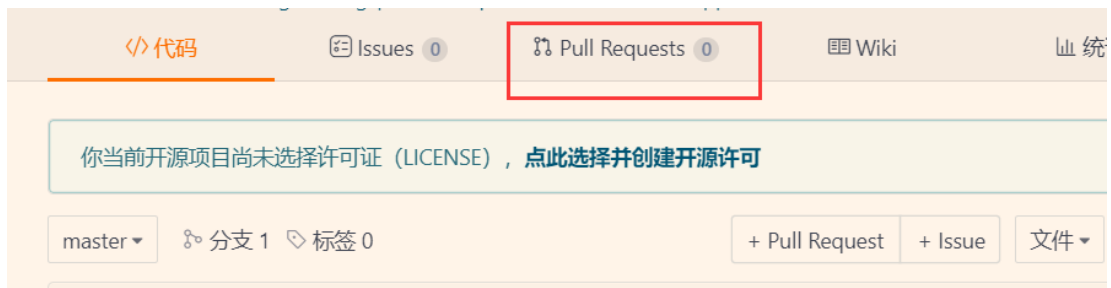 代码 Issues 0 Pull Requests 0 Wiki 统
你当前开源项目尚未选择许可证（LICENSE），点此选择并创建开源许可
master 分支 1 标签 0 + Pull Request + Issue 文件